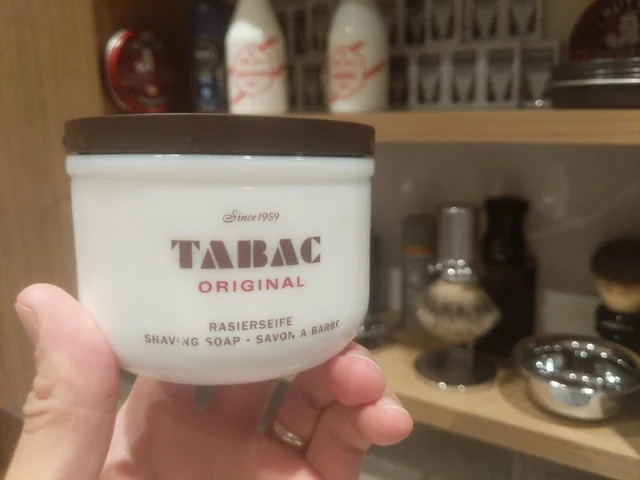 Since 1959
TABAC
ORIGINAL
RASIERSEIFE
SHAVING SOAP · SAVON A BARBE